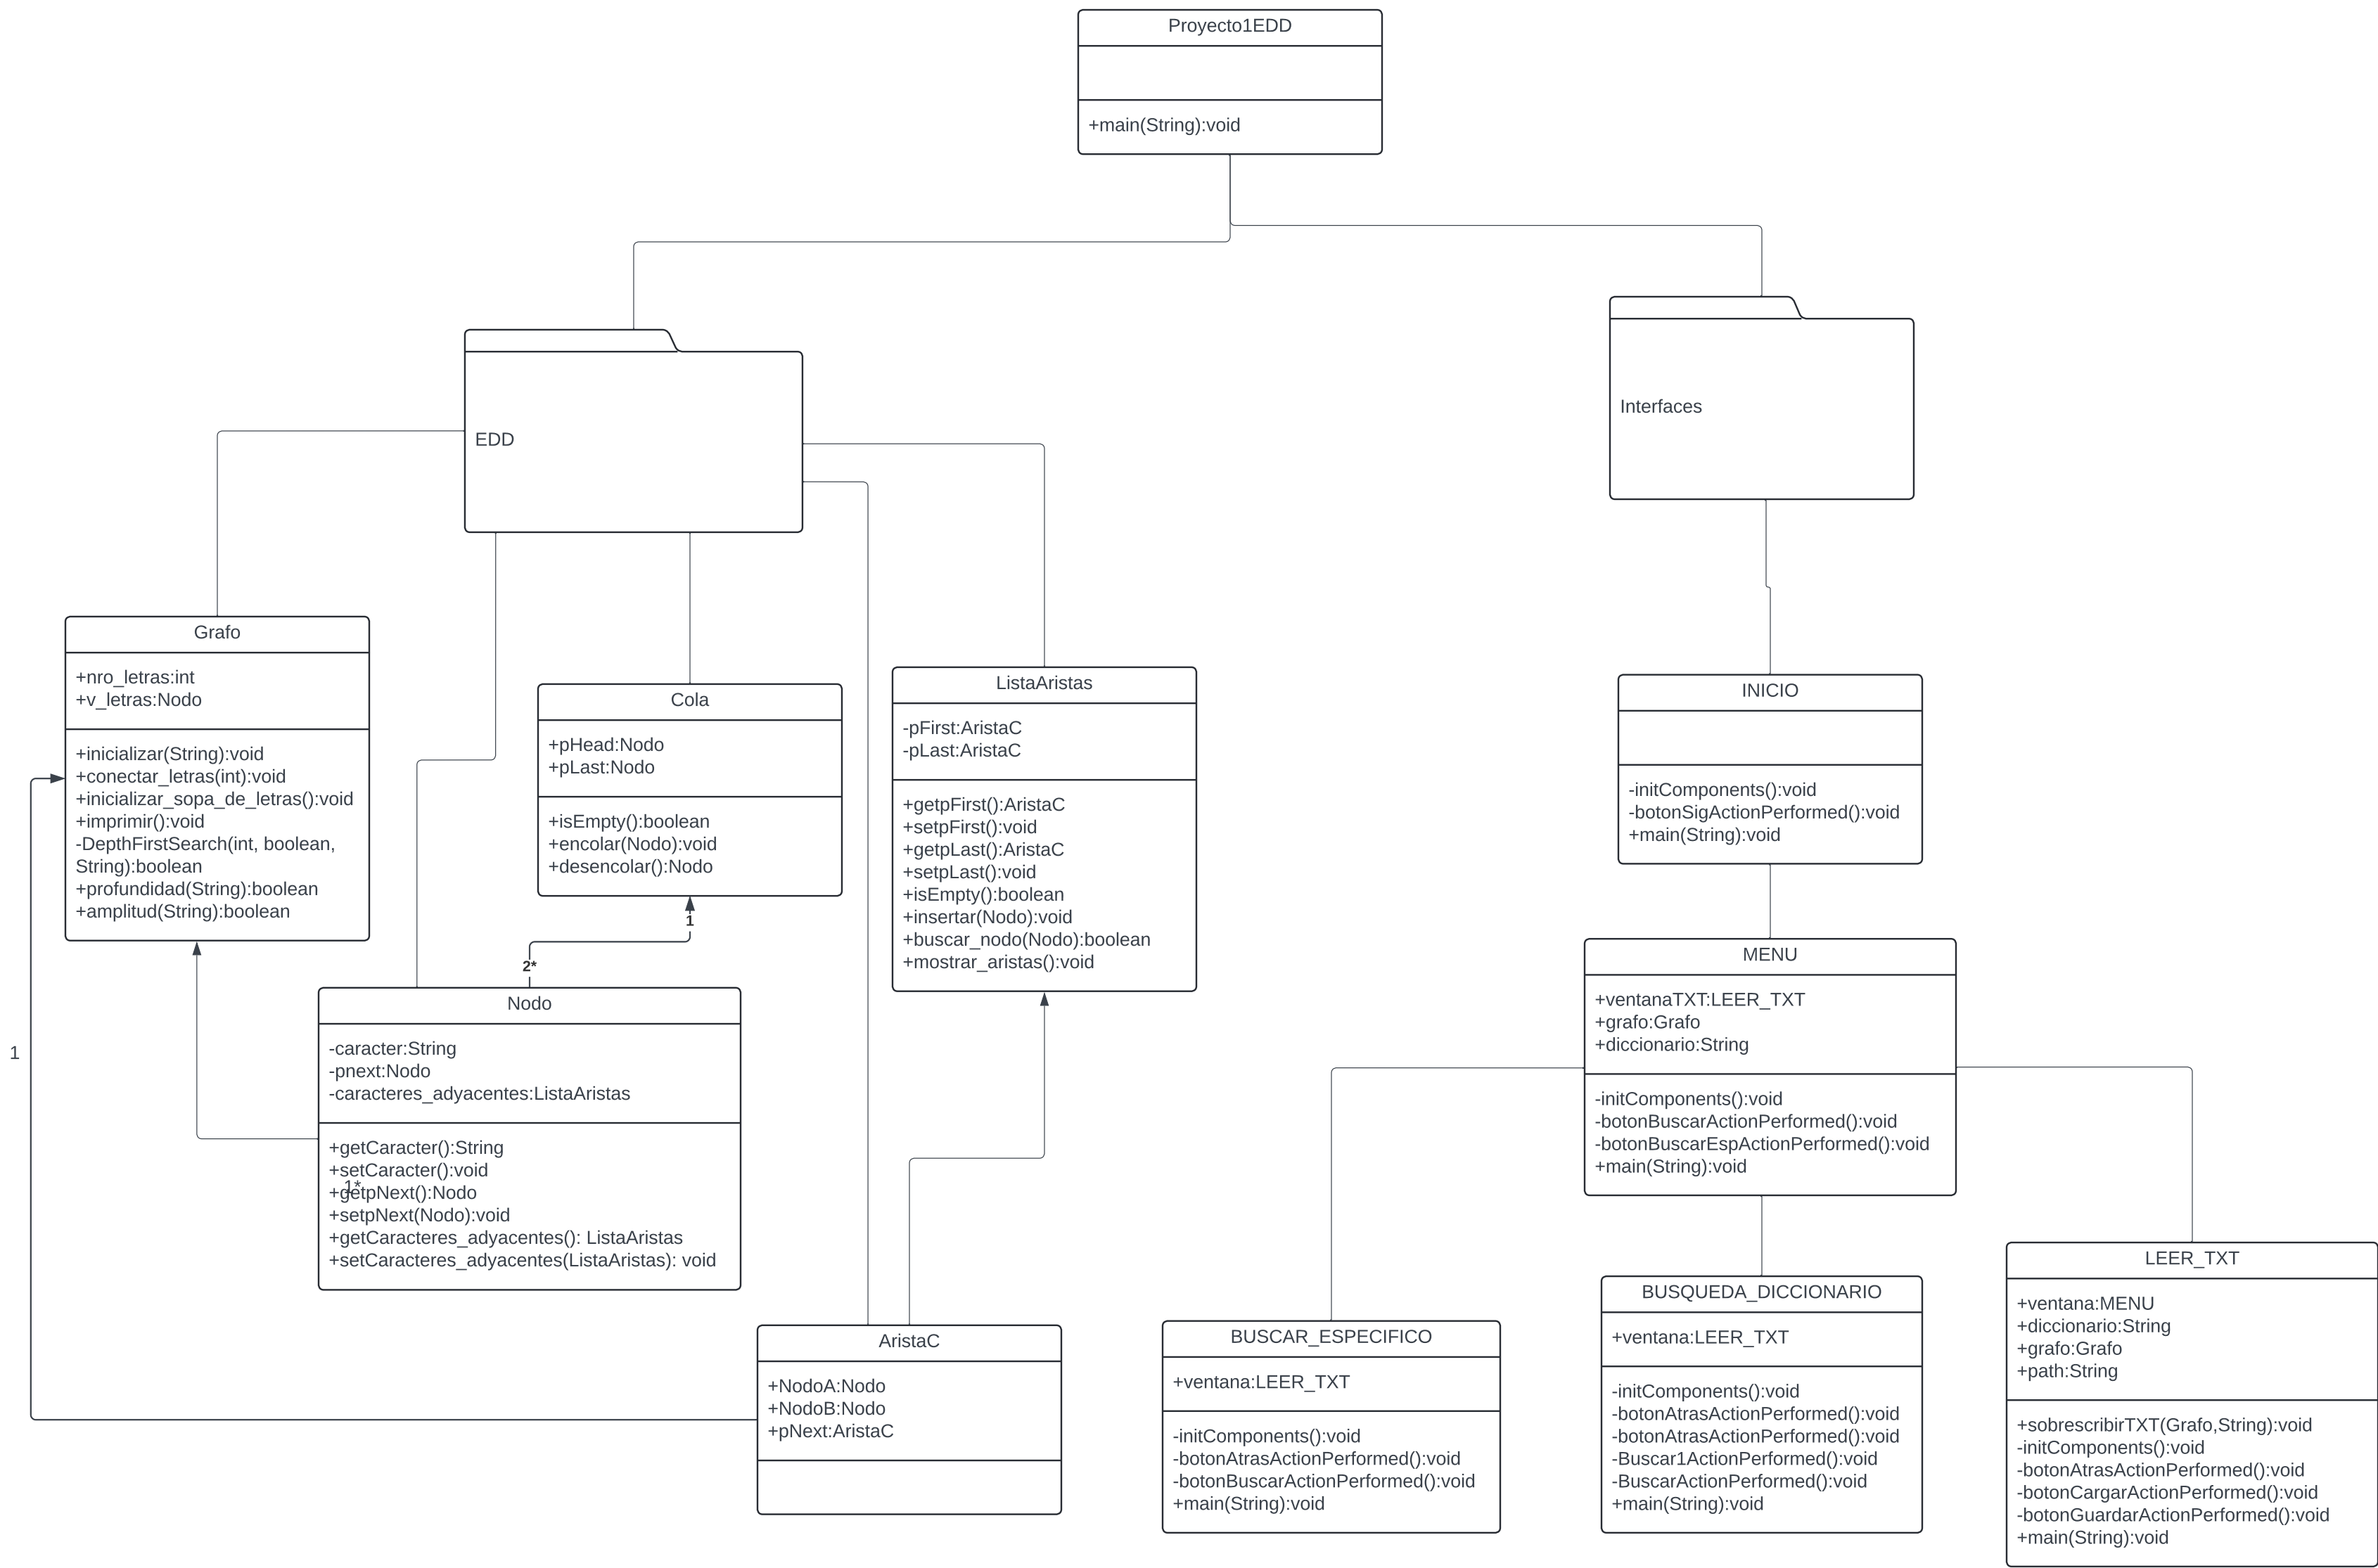 Proyecto1EDD
+main(String):void
EDD
Interfaces
Grafo
+nro_letras:int
+v_letras:Nodo
+inicializar(String):void
+conectar_letras(int):void
+inicializar_sopa_de_letras():void
+imprimir():void
-DepthFirstSearch(int, boolean,
String):boolean
+profundidad(String):boolean
+amplitud(String):boolean
Cola
+pHead:Nodo
+pLast:Nodo
+isEmpty():boolean
+encolar(Nodo):void
+desencolar():Nodo
1
2*
ListaAristas
-pFirst:AristaC
-pLast:AristaC
+getpFirst():AristaC
+setpFirst():void
+getpLast():AristaC
+setpLast():void
+isEmpty():boolean
+insertar(Nodo):void
+buscar_nodo(Nodo):boolean
+mostrar_aristas():void
INICIO
-initComponents():void
-botonSigActionPerformed():void
+main(String):void
1
Nodo
-caracter:String
-pnext:Nodo
-caracteres_adyacentes:ListaAristas
+getCaracter():String
+setCaracter():void
1*
+getpNext():Nodo
+setpNext(Nodo):void
+getCaracteres_adyacentes(): ListaAristas
+setCaracteres_adyacentes(ListaAristas): void
MENU
+ventanaTXT:LEER_TXT
+grafo:Grafo
+diccionario:String
-initComponents():void
-botonBuscarActionPerformed():void
-botonBuscarEspActionPerformed():void
+main(String):void
AristaC
+NodoA:Nodo
+NodoB:Nodo
+pNext:AristaC
BUSCAR_ESPECIFICO
+ventana:LEER_TXT
-initComponents():void
-botonAtrasActionPerformed():void
-botonBuscarActionPerformed():void
+main(String):void
BUSQUEDA_DICCIONARIO
+ventana:LEER_TXT
-initComponents():void
-botonAtrasActionPerformed():void
-botonAtrasActionPerformed():void
-Buscar1ActionPerformed():void
-BuscarActionPerformed():void
+main(String):void
LEER_TXT
+ventana:MENU
+diccionario:String
+grafo:Grafo
+path:String
+sobrescribirTXT(Grafo,String):void
-initComponents():void
-botonAtrasActionPerformed():void
-botonCargarActionPerformed():void
-botonGuardarActionPerformed():void
+main(String):void